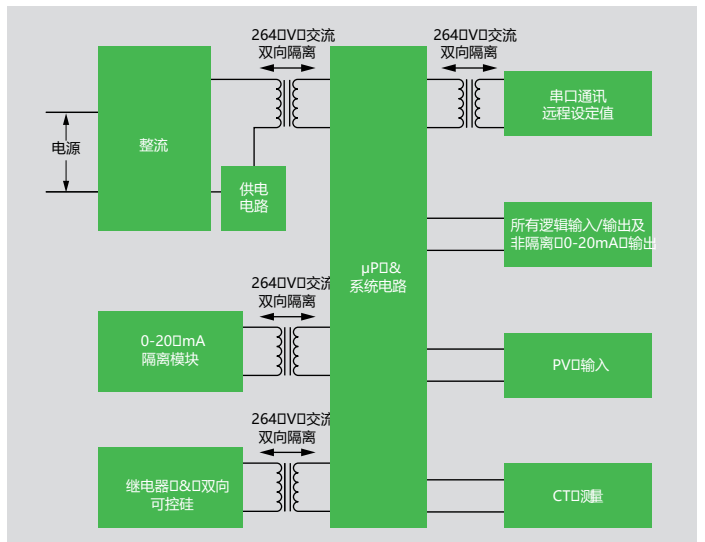 264 V 交流
双向隔离
264 V 交流
双向隔离
电源
整流
供电
电路
串口通讯
远程设定值
所有逻辑输入/输出及
非隔离 0-20mA 输出
µP &
系统电路
264 V 交流
双向隔离
0-20 mA
隔离模块
PV 输入
264 V 交流
双向隔离
继电器 & 双向
可控硅
CT 测量